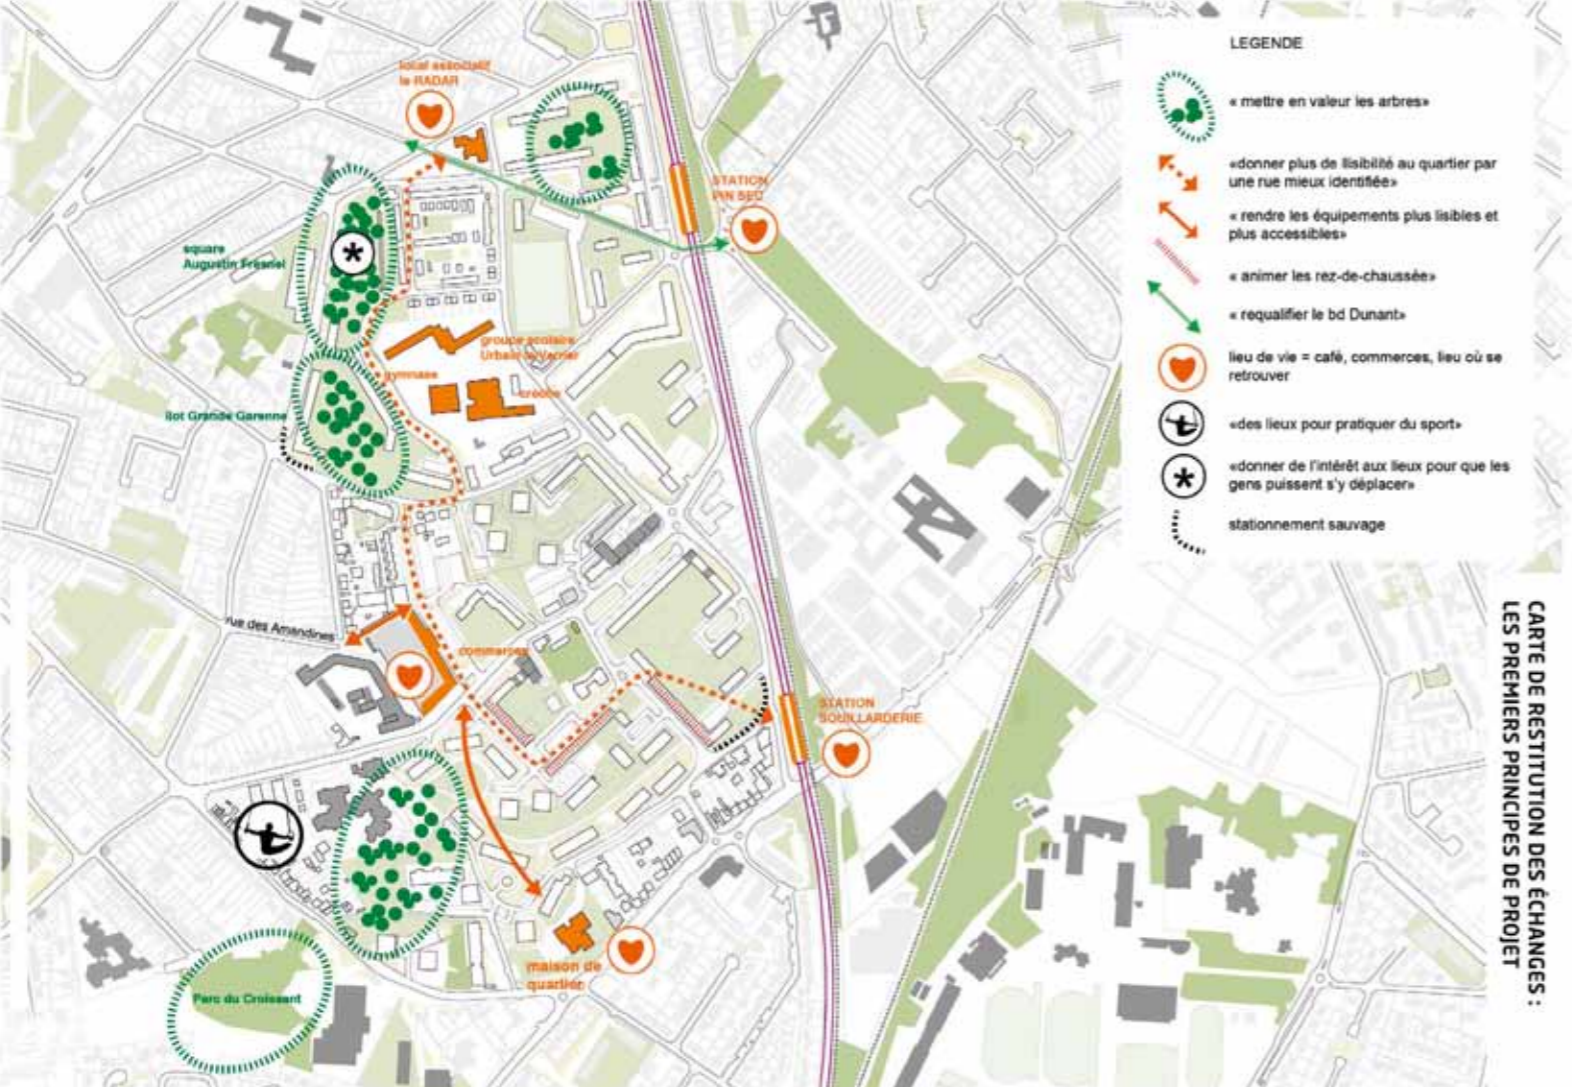 local associatif
le RADAR
STATION
PIN SEC
square
Augustin Fresnel
groupe scolaire
Urbain Le Verrier
gymnase
creche
ilot Grande Garenne
rue des Amandines
commerces
STATION
SOUILLARDERIE
maison de
quartier
Parc du Croissant
LEGENDE
« mettre en valeur les arbres»
«donner plus de llisibilité au quartier par
une rue mieux identifiée»
« rendre les équipements plus lisibles et
plus accessibles»
« animer les rez-de-chaussée»
« requalifier le bd Dunant»
lieu de vie = café, commerces, lieu où se
retrouver
«des lieux pour pratiquer du sport»
«donner de l'intérêt aux lieux pour que les
gens puissent s'y déplacer»
stationnement sauvage
CARTE DE RESTITUTION DES ÉCHANGES :
LES PREMIERS PRINCIPES DE PROJET